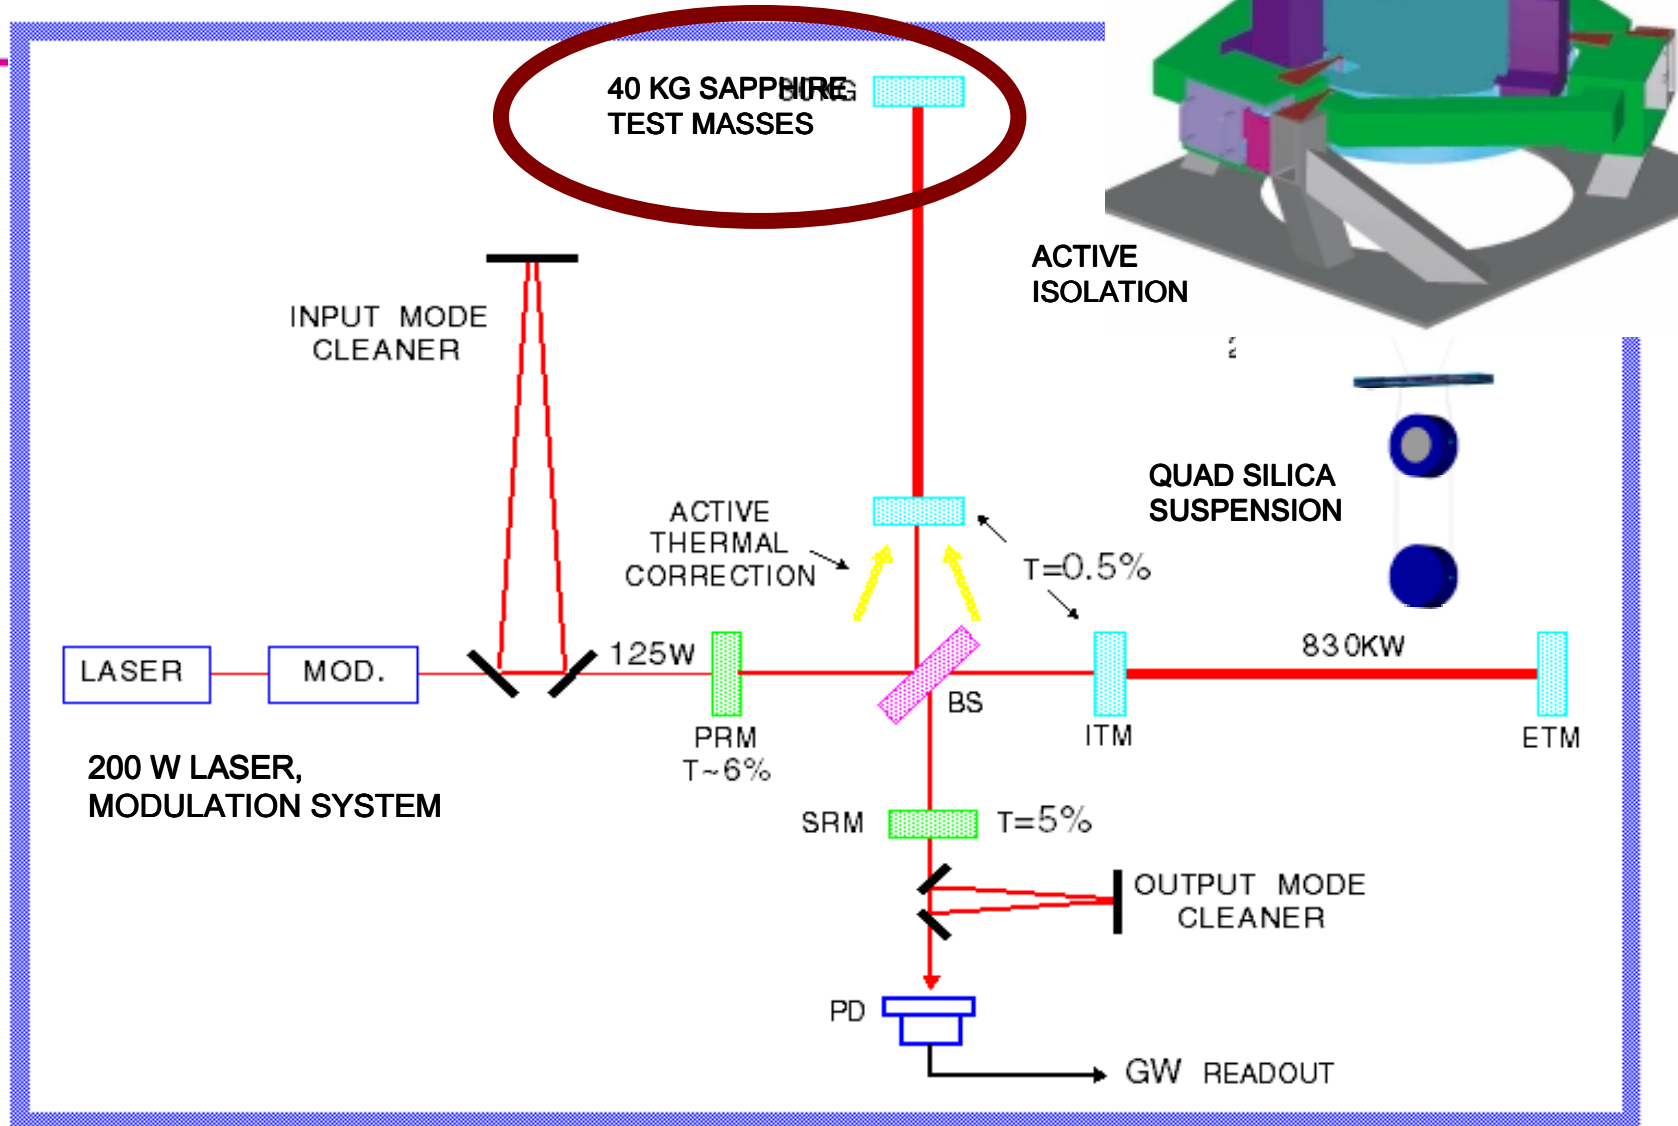 40 KG SAPPHIRE
TEST MASSES
ACTIVE
ISOLATION
INPUT MODE
CLEANER
QUAD SILICA
SUSPENSION
ACTIVE
THERMAL
CORRECTION
T=0.5%
LASER
MOD.
125W
830KW
BS
PRM
T~6%
ITM
ETM
200 W LASER,
MODULATION SYSTEM
SRM
T=5%
OUTPUT MODE
CLEANER
PD
GW READOUT